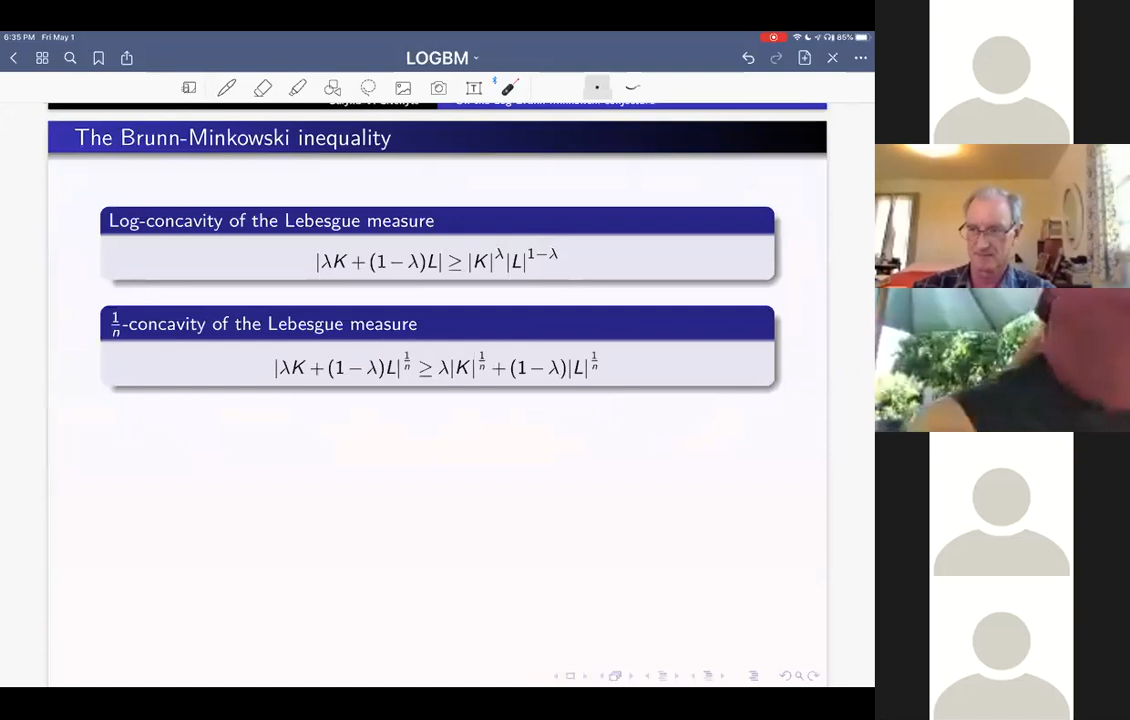 6:35 PM Fri May 1
85%
LOGBM
The Brunn-Minkowski inequality
Log-concavity of the Lebesgue measure
|λK + (1 − λ)L| ≥ |K|^λ |L|^{1−λ}
1/n-concavity of the Lebesgue measure
|λK + (1 − λ)L|^{1/n} ≥ λ|K|^{1/n} + (1 − λ)|L|^{1/n}